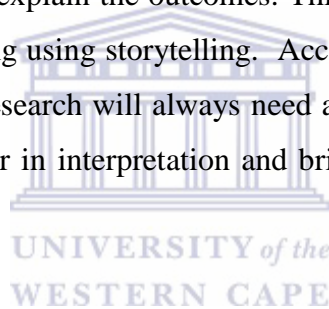 explain the outcomes. Thi
g using storytelling. Acc
search will always need a
r in interpretation and bri
UNIVERSITY of the
WESTERN CAPE